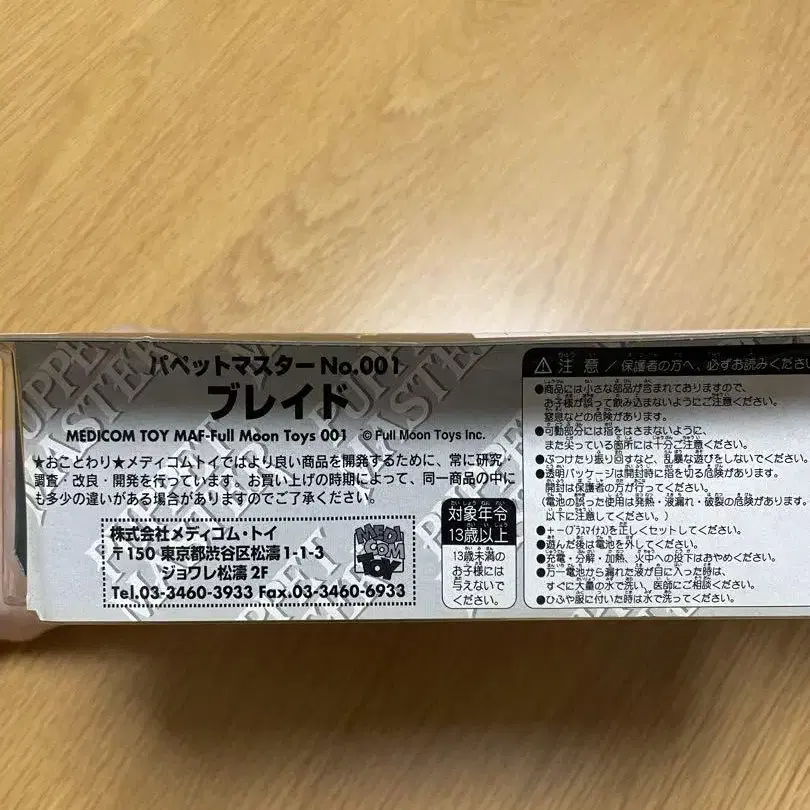 パペットマスター No.001
ブレイド
MEDICOM TOY MAF-Full Moon Toys 001 © Full Moon Toys Inc.
★おことわり★メディコム・トイではより良い商品を開発するために、常に研究・
調査・改良・開発を行っています。お買い上げの時期によって、同一商品の中に
も多少の違いがある場合がありますのでご了承ください。
株式会社メディコム・トイ
〒150 東京都渋谷区松濤1-1-3
ジョワレ松濤 2F
Tel.03-3460-3933 Fax.03-3460-6933
MEDI
COM
TOY
対象年令
13歳以上
13歳未満の
お子様には
与えないで
ください。
注意/保護者の方へ、必ずお読みください
●商品には小さな部品が含まれておりますので、
お子様が誤って飲み込まないようにご注意ください。
窒息などの危険があります。
●可動部分には指をはさまないように、
また尖っている箇所には十分ご注意ください。
●ぶつけたり振り回すなど、乱暴な遊びをしないでください。
●透明パッケージは開封時に指を切る危険があります。
開封は保護者の方が行ってください。
(電池の誤った使用は発熱・液漏れ・破裂の危険があります。
以下に注意してください。)
●＋－(プラスマイナス)を正しくセットしてください。
●遊んだ後は電池を外してください。
●充電・分解・加熱、火中への投下はおやめください。
●万一電池から漏れた液が目に入った時は、
すぐに大量の水で洗い、医師にご相談ください。
●ひふや服に付いた時は水で洗ってください。
PUPPET
MASTER